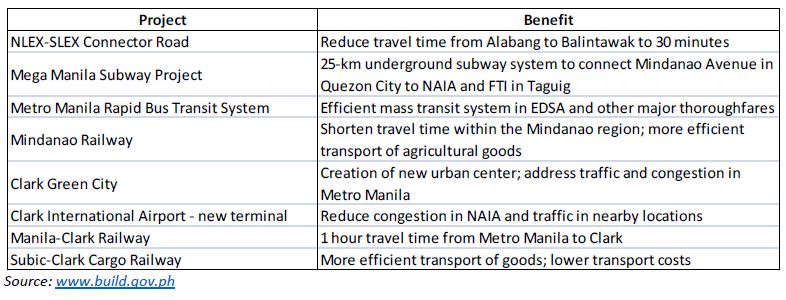 Project Benefit
NLEX-SLEX Connector Road Reduce travel time from Alabang to Balintawak to 30 minutes
Mega Manila Subway Project 25-km underground subway system to connect Mindanao Avenue in
Quezon City to NAIA and FTI in Taguig
Metro Manila Rapid Bus Transit System Efficient mass transit system in EDSA and other major thoroughfares
Mindanao Railway Shorten travel time within the Mindanao region; more efficient
transport of agricultural goods
Clark Green City Creation of new urban center; address traffic and congestion in
Metro Manila
Clark International Airport - new terminal Reduce congestion in NAIA and traffic in nearby locations
Manila-Clark Railway 1 hour travel time from Metro Manila to Clark
Subic-Clark Cargo Railway More efficient transport of goods; lower transport costs
Source: www.build.gov.ph